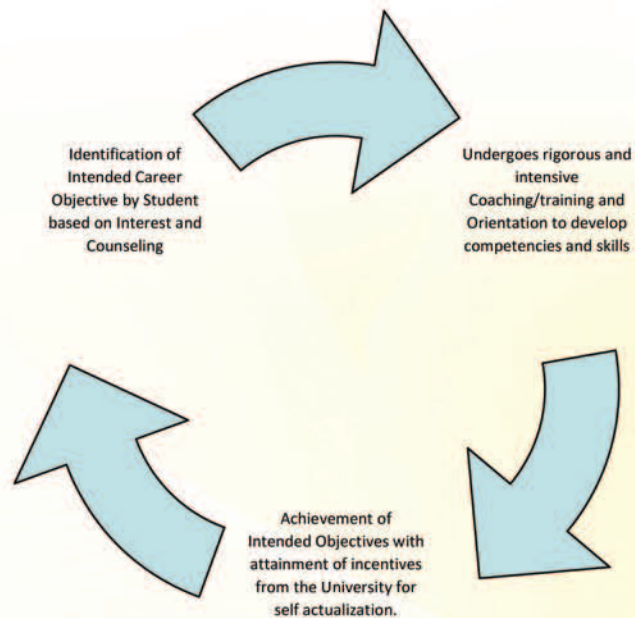 Identification of
Intended Career
Objective by Student
based on Interest and
Counseling
Undergoes rigorous and
intensive
Coaching/training and
Orientation to develop
competencies and skills
Achievement of
Intended Objectives with
attainment of incentives
from the University for
self actualization.